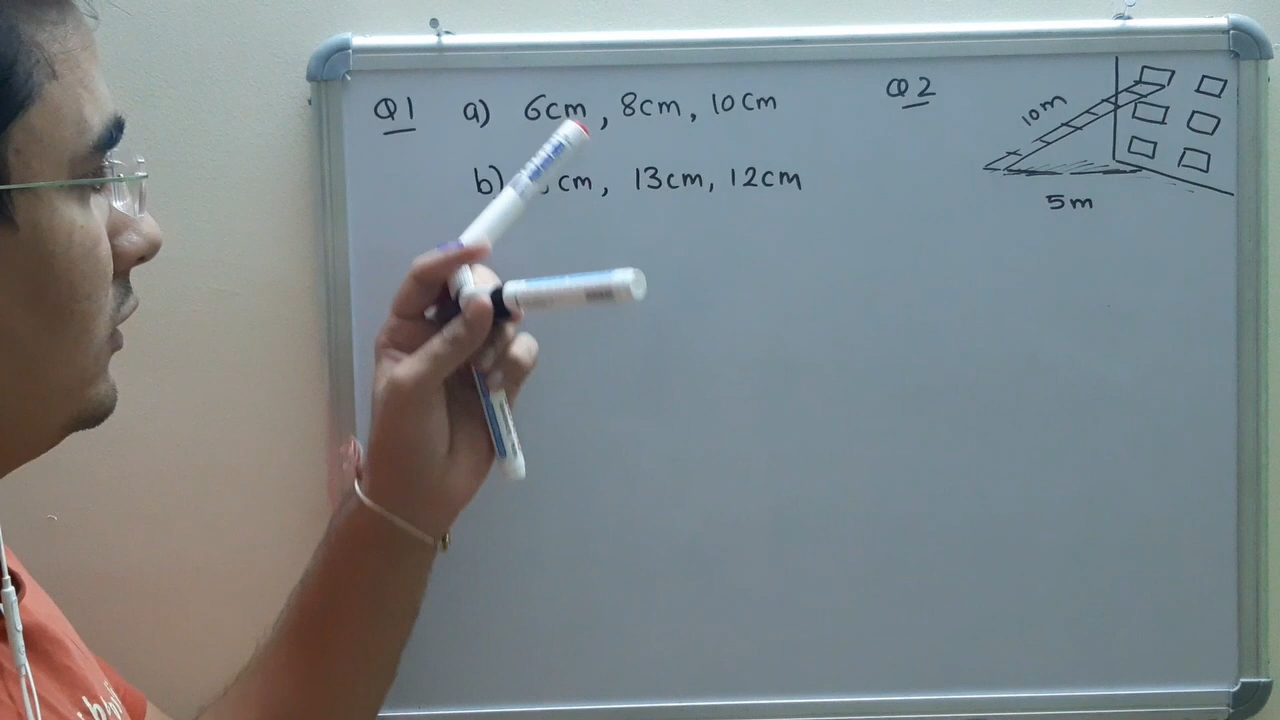 Q1 a) 6cm, 8cm, 10cm
b) cm, 13cm, 12cm
Q2
10m
5m